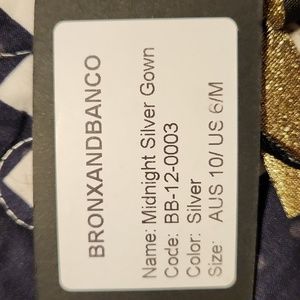 BRONXANDBANCO
Name: Midnight Silver Gown
Code: BB-12-0003
Color: Silver
Size: AUS 10/ US 6/M